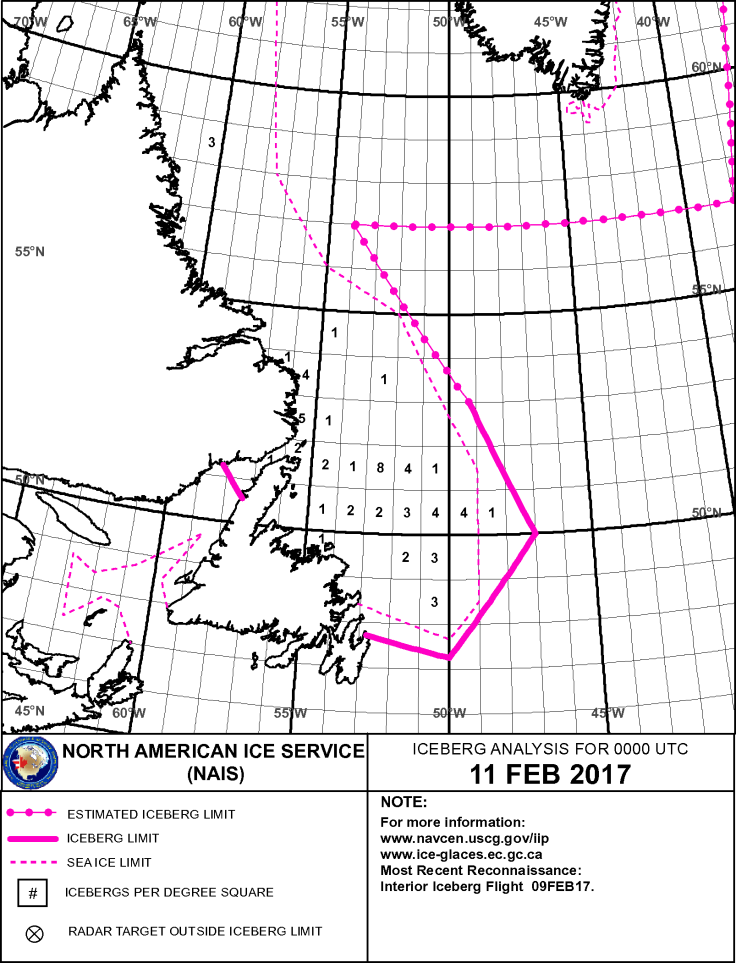 70°W 65°W 60°W 55°W 50°W 45°W 40°W
60°N
3
55°N
55°N
1
1
4 1
5 1
2
1 2 1 8 4 1
50°N
1 2 2 3 4 4 1 50°N
1 2 3
3
45°N 60°W 55°W 50°W 45°W
NORTH AMERICAN ICE SERVICE
(NAIS)
ICEBERG ANALYSIS FOR 0000 UTC
11 FEB 2017
ESTIMATED ICEBERG LIMIT
ICEBERG LIMIT
SEA ICE LIMIT
# ICEBERGS PER DEGREE SQUARE
RADAR TARGET OUTSIDE ICEBERG LIMIT
NOTE:
For more information:
www.navcen.uscg.gov/iip
www.ice-glaces.ec.gc.ca
Most Recent Reconnaissance:
Interior Iceberg Flight 09FEB17.